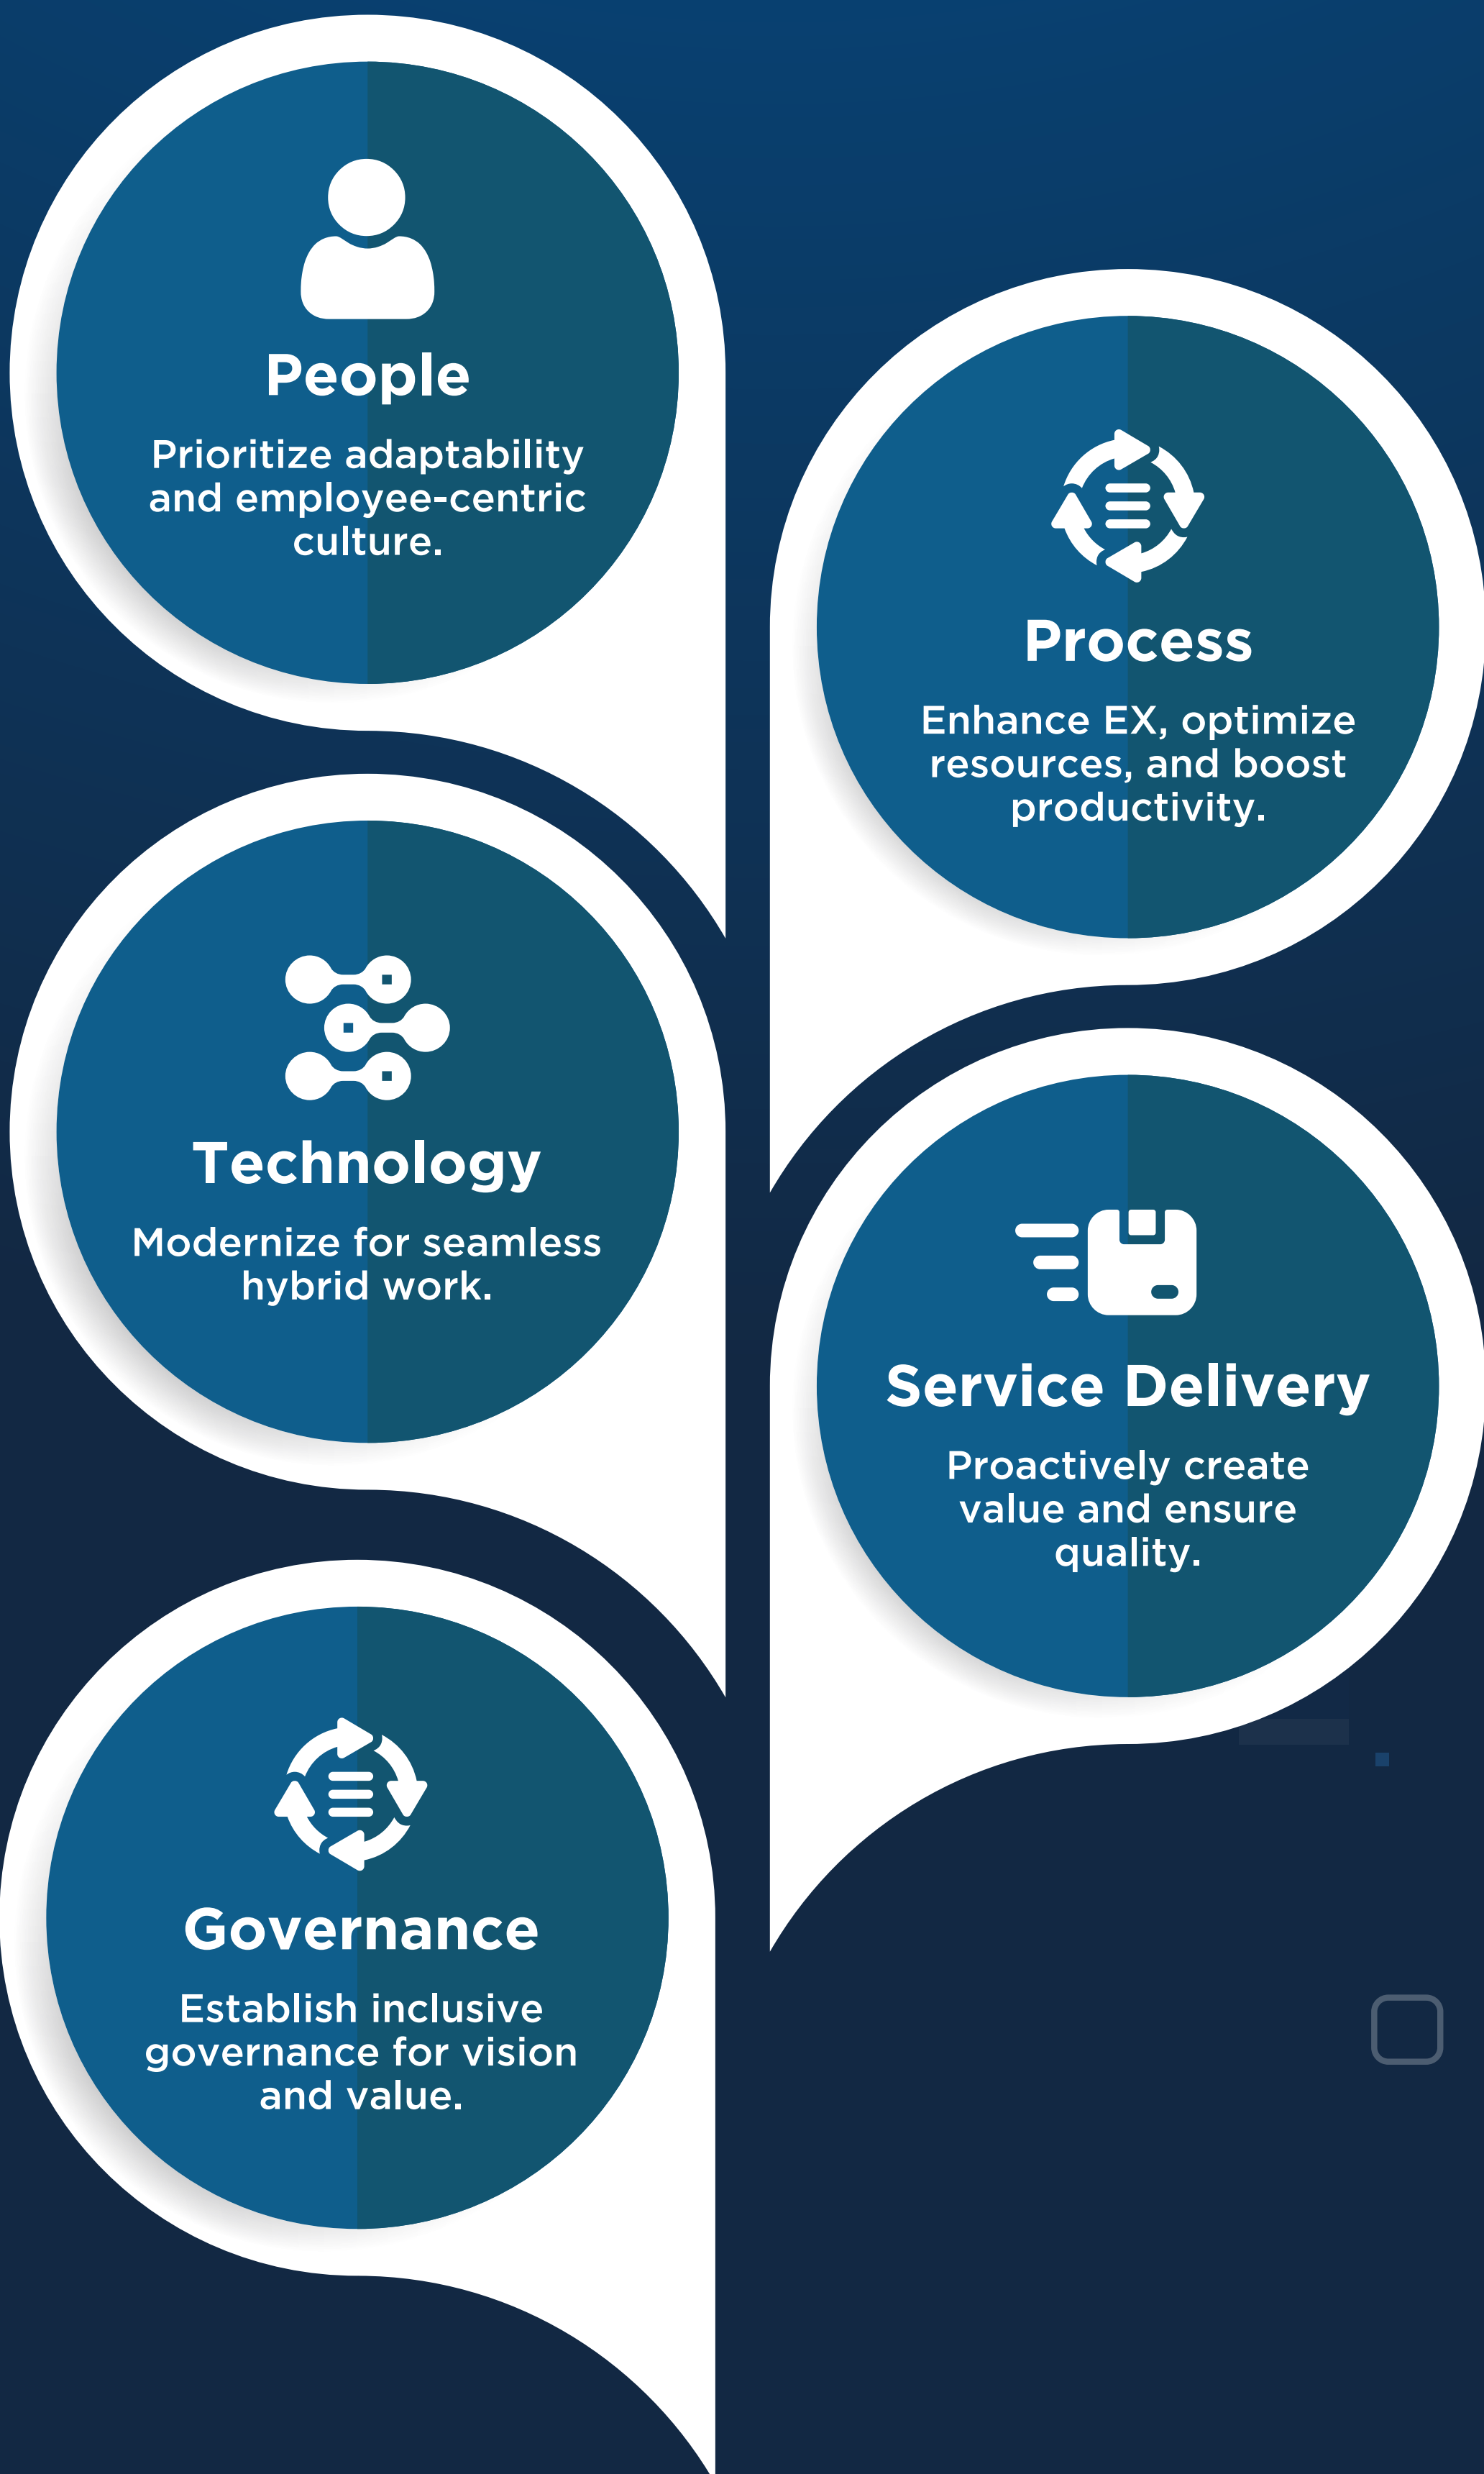 People
Prioritize adaptability
and employee-centric
culture.
Process
Enhance EX, optimize
resources, and boost
productivity.
Technology
Modernize for seamless
hybrid work.
Service Delivery
Proactively create
value and ensure
quality.
Governance
Establish inclusive
governance for vision
and value.